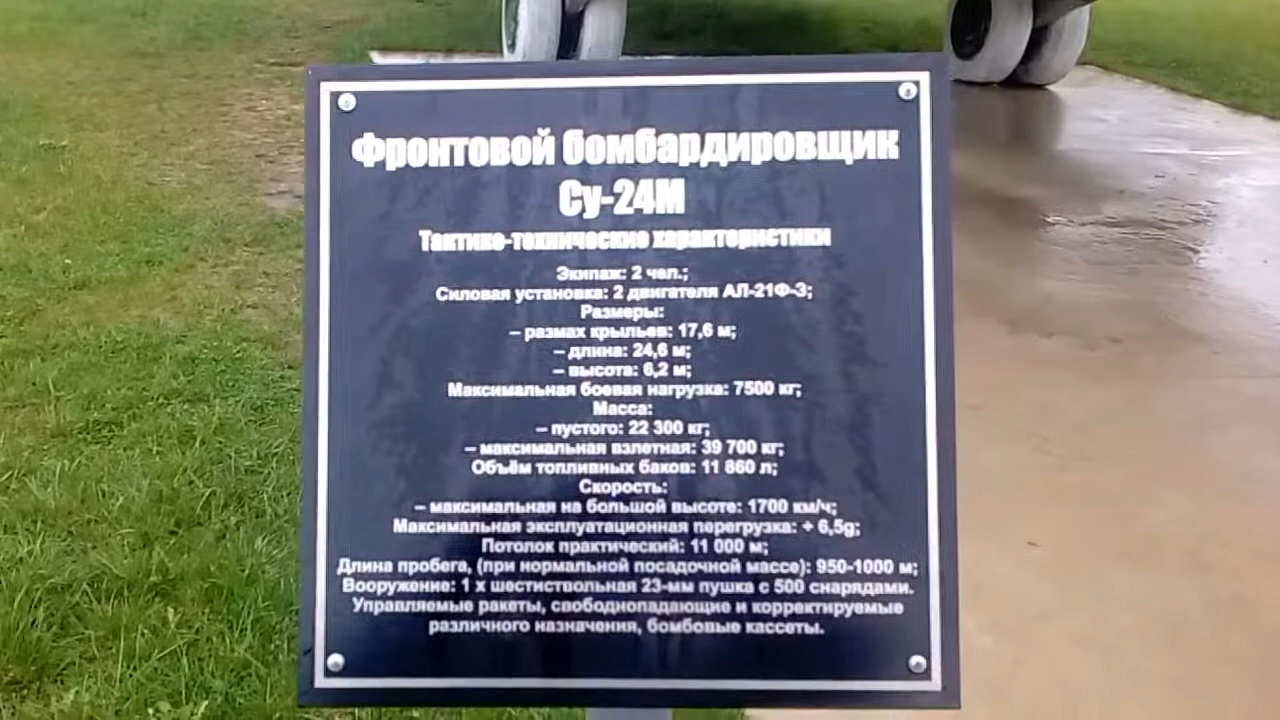 Фронтовой бомбардировщик
Су-24М
Тактико-технические характеристики
Экипаж: 2 чел.;
Силовая установка: 2 двигателя АЛ-21Ф-3;
Размеры:
– размах крыльев: 17,6 м;
– длина: 24,6 м;
– высота: 6,2 м;
Максимальная боевая нагрузка: 7500 кг;
Масса:
– пустого: 22 300 кг;
– максимальная взлетная: 39 700 кг;
Объём топливных баков: 11 860 л;
Скорость:
– максимальная на большой высоте: 1700 км/ч;
Максимальная эксплуатационная перегрузка: + 6,5g;
Потолок практический: 11 000 м;
Длина пробега, (при нормальной посадочной массе): 950-1000 м;
Вооружение: 1 х шестиствольная 23-мм пушка с 500 снарядами.
Управляемые ракеты, свободнопадающие и корректируемые
различного назначения, бомбовые кассеты.